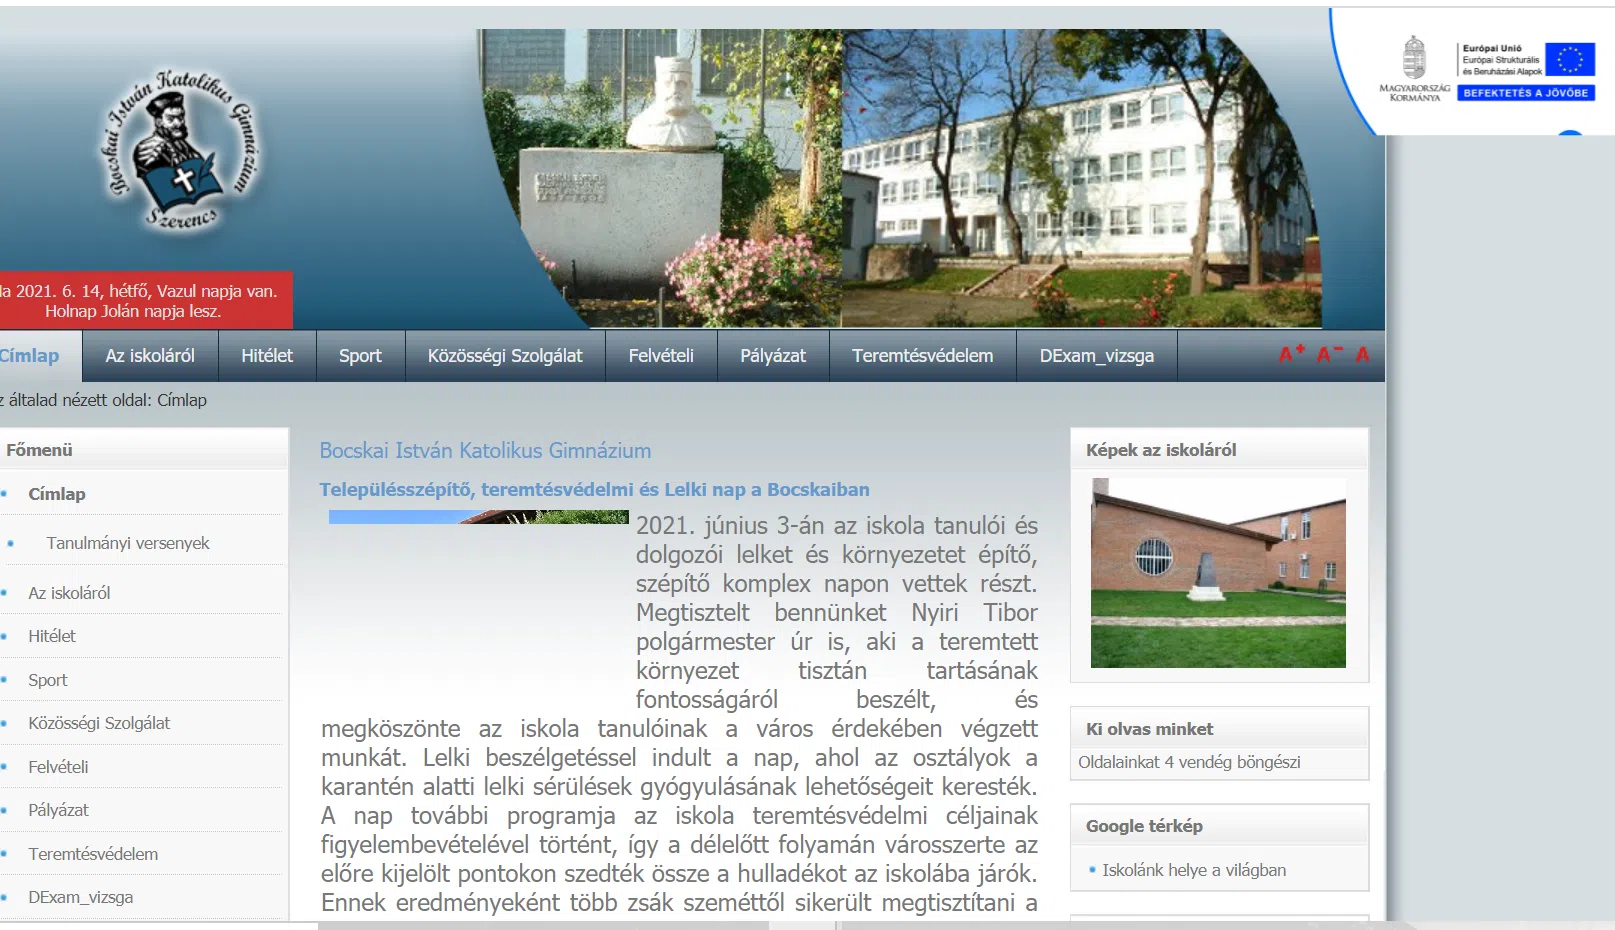 Bocskai István Katolikus Gimnázium
Szerencs
Európai Unió
Európai Strukturális
és Beruházási Alapok
MAGYARORSZÁG
KORMÁNYA
BEFEKTETÉS A JÖVŐBE
la 2021. 6. 14, hétfő, Vazul napja van.
Holnap Jolán napja lesz.
Címlap
Az iskoláról
Hitélet
Sport
Közösségi Szolgálat
Felvételi
Pályázat
Teremtésvédelem
DExam_vizsga
A+ A- A
z általad nézett oldal: Címlap
Főmenü
Címlap
Tanulmányi versenyek
Az iskoláról
Hitélet
Sport
Közösségi Szolgálat
Felvételi
Pályázat
Teremtésvédelem
DExam_vizsga
Bocskai István Katolikus Gimnázium
Településszépítő, teremtésvédelmi és Lelki nap a Bocskaiban
2021. június 3-án az iskola tanulói és
dolgozói lelket és környezetet építő,
szépítő komplex napon vettek részt.
Megtisztelt bennünket Nyiri Tibor
polgármester úr is, aki a teremtett
környezet tisztán tartásának
fontosságáról beszélt, és
megköszönte az iskola tanulóinak a város érdekében végzett
munkát. Lelki beszélgetéssel indult a nap, ahol az osztályok a
karantén alatti lelki sérülések gyógyulásának lehetőségeit keresték.
A nap további programja az iskola teremtésvédelmi céljainak
figyelembevételével történt, így a délelőtt folyamán városszerte az
előre kijelölt pontokon szedték össze a hulladékot az iskolába járók.
Ennek eredményeként több zsák szeméttől sikerült megtisztítani a
Képek az iskoláról
Ki olvas minket
Oldalainkat 4 vendég böngészi
Google térkép
Iskolánk helye a világban